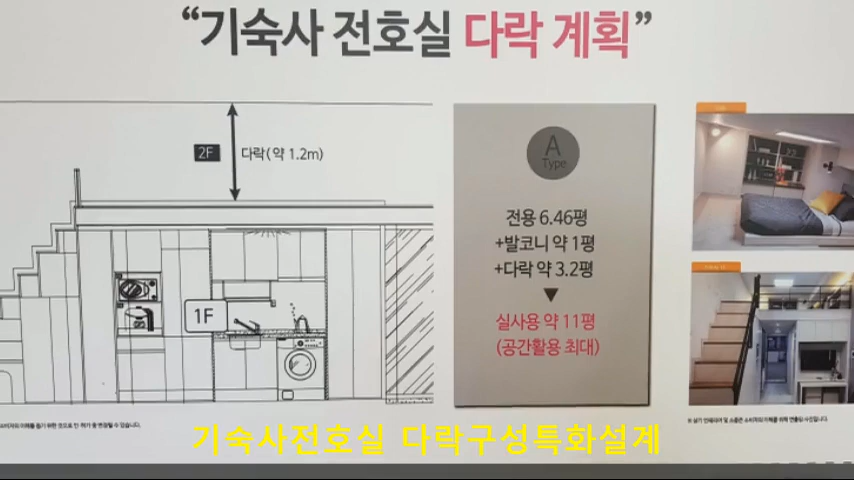 “기숙사 전호실 다락 계획”
2F 다락(약 1.2m)
1F
A
Type
전용 6.46평
+발코니 약 1평
+다락 약 3.2평
▼
실사용 약 11평
(공간활용 최대)
기숙사전호실 다락구성특화설계